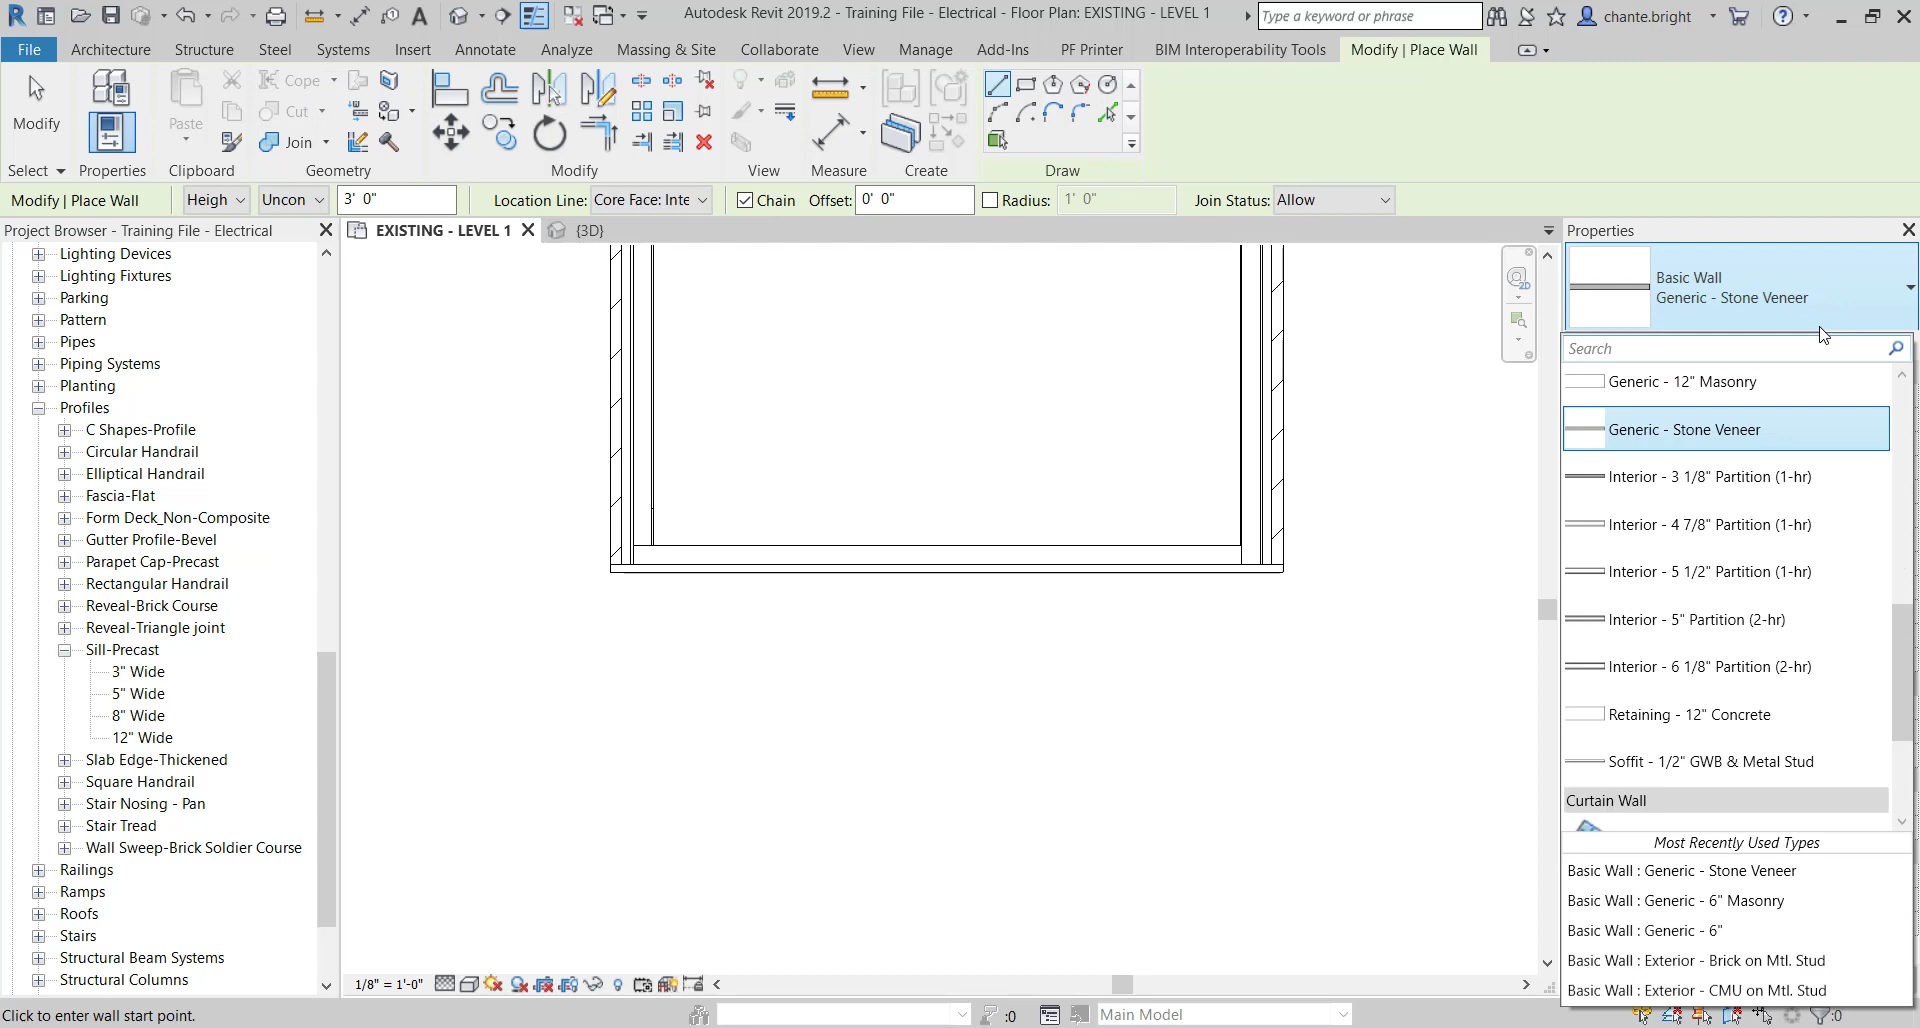 Autodesk Revit 2019.2 - Training File - Electrical - Floor Plan: EXISTING - LEVEL 1
Type a keyword or phrase
chante.bright
File Architecture Structure Steel Systems Insert Annotate Analyze Massing & Site Collaborate View Manage Add-Ins PF Printer BIM Interoperability Tools Modify | Place Wall
Modify
Paste
Cope
Cut
Join
Select Properties Clipboard Geometry Modify View Measure Create Draw
Modify | Place Wall Heigh Uncon 3' 0" Location Line: Core Face: Inte Chain Offset: 0' 0" Radius: 1' 0" Join Status: Allow
Project Browser - Training File - Electrical
Lighting Devices
Lighting Fixtures
Parking
Pattern
Pipes
Piping Systems
Planting
Profiles
C Shapes-Profile
Circular Handrail
Elliptical Handrail
Fascia-Flat
Form Deck_Non-Composite
Gutter Profile-Bevel
Parapet Cap-Precast
Rectangular Handrail
Reveal-Brick Course
Reveal-Triangle joint
Sill-Precast
3" Wide
5" Wide
8" Wide
12" Wide
Slab Edge-Thickened
Square Handrail
Stair Nosing - Pan
Stair Tread
Wall Sweep-Brick Soldier Course
Railings
Ramps
Roofs
Stairs
Structural Beam Systems
Structural Columns
EXISTING - LEVEL 1
{3D}
2D
Properties
Basic Wall
Generic - Stone Veneer
Search
Generic - 12" Masonry
Generic - Stone Veneer
Interior - 3 1/8" Partition (1-hr)
Interior - 4 7/8" Partition (1-hr)
Interior - 5 1/2" Partition (1-hr)
Interior - 5" Partition (2-hr)
Interior - 6 1/8" Partition (2-hr)
Retaining - 12" Concrete
Soffit - 1/2" GWB & Metal Stud
Curtain Wall
Most Recently Used Types
Basic Wall : Generic - Stone Veneer
Basic Wall : Generic - 6" Masonry
Basic Wall : Generic - 6"
Basic Wall : Exterior - Brick on Mtl. Stud
Basic Wall : Exterior - CMU on Mtl. Stud
1/8" = 1'-0"
Click to enter wall start point.
:0
Main Model
:0